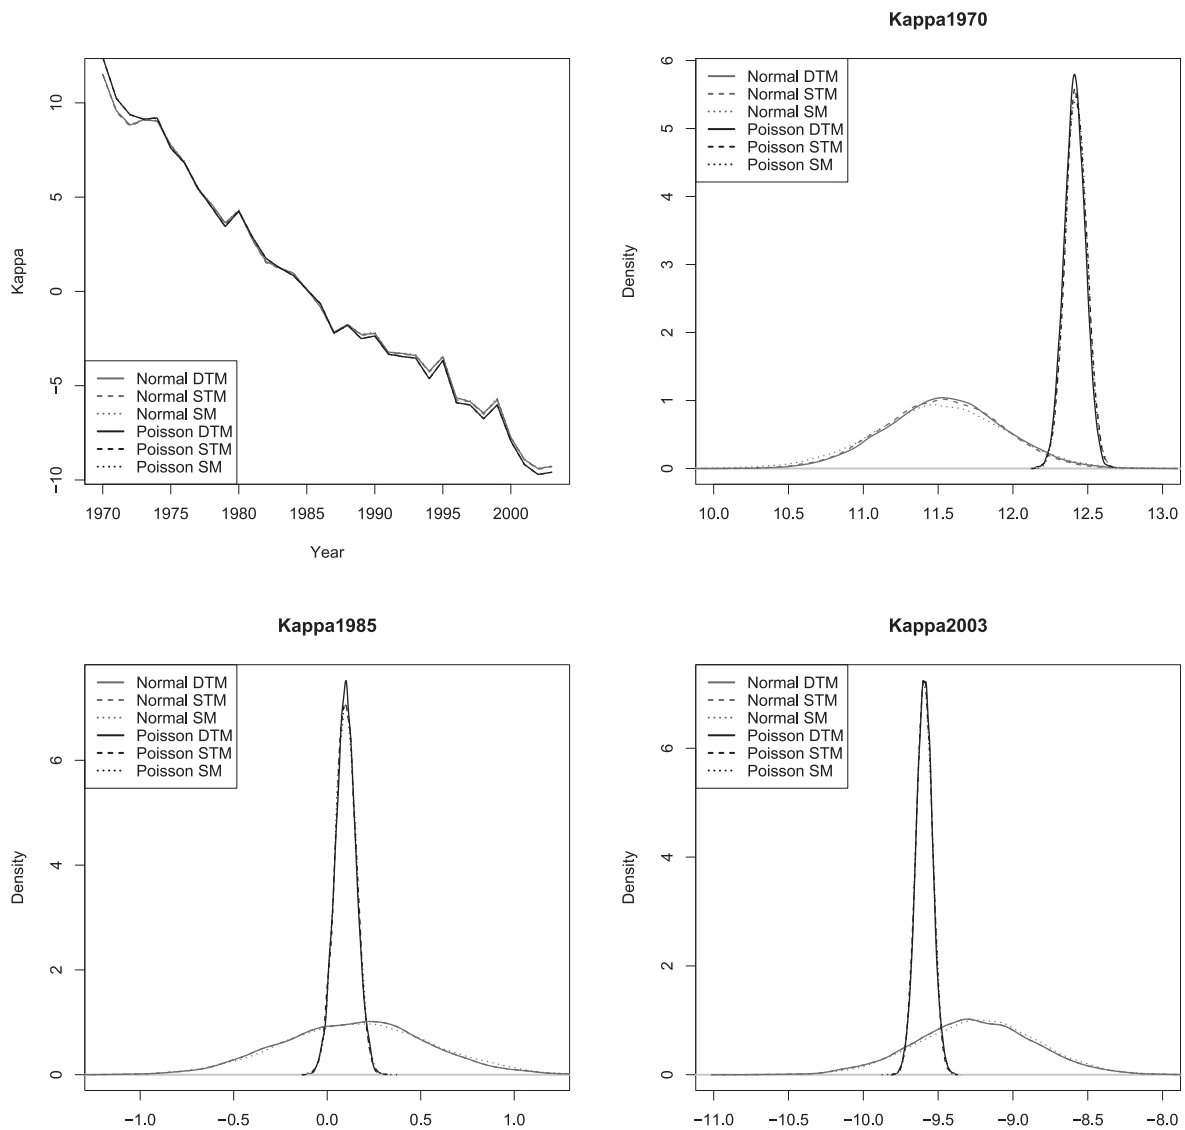 Kappa
10
5
0
−5
−10
Normal DTM
Normal STM
Normal SM
Poisson DTM
Poisson STM
Poisson SM
1970 1975 1980 1985 1990 1995 2000
Year
Kappa1970
Density
6
5
4
3
2
1
0
Normal DTM
Normal STM
Normal SM
Poisson DTM
Poisson STM
Poisson SM
10.0 10.5 11.0 11.5 12.0 12.5 13.0
Kappa1985
Density
6
4
2
0
Normal DTM
Normal STM
Normal SM
Poisson DTM
Poisson STM
Poisson SM
−1.0 −0.5 0.0 0.5 1.0
Kappa2003
Density
6
4
2
0
Normal DTM
Normal STM
Normal SM
Poisson DTM
Poisson STM
Poisson SM
−11.0 −10.5 −10.0 −9.5 −9.0 −8.5 −8.0